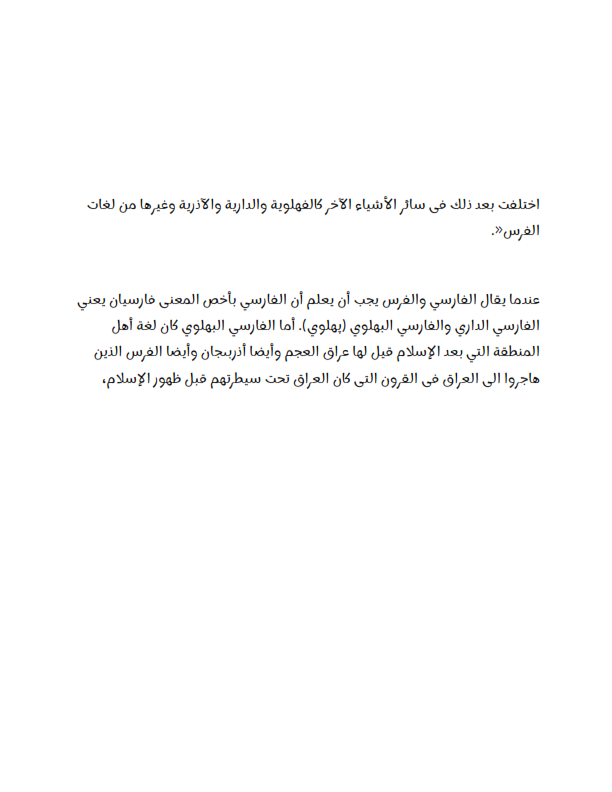 اختلفت بعد ذلك فى سائر الأشياء الآخر كالفهلوية والدارية والآذرية وغيرها من لغات
الفرس».
عندما يقال الفارسي والفرس يجب أن يعلم أن الفارسي بأخص المعنى فارسيان يعني
الفارسي الداري والفارسي البهلوي (پهلوي). أما الفارسي البهلوي كان لغة أهل
المنطقة التي بعد الإسلام قيل لها عراق العجم وأيضا أذربيجان وأيضا الفرس الذين
هاجروا الى العراق فى القرون التى كان العراق تحت سيطرتهم قبل ظهور الإسلام،